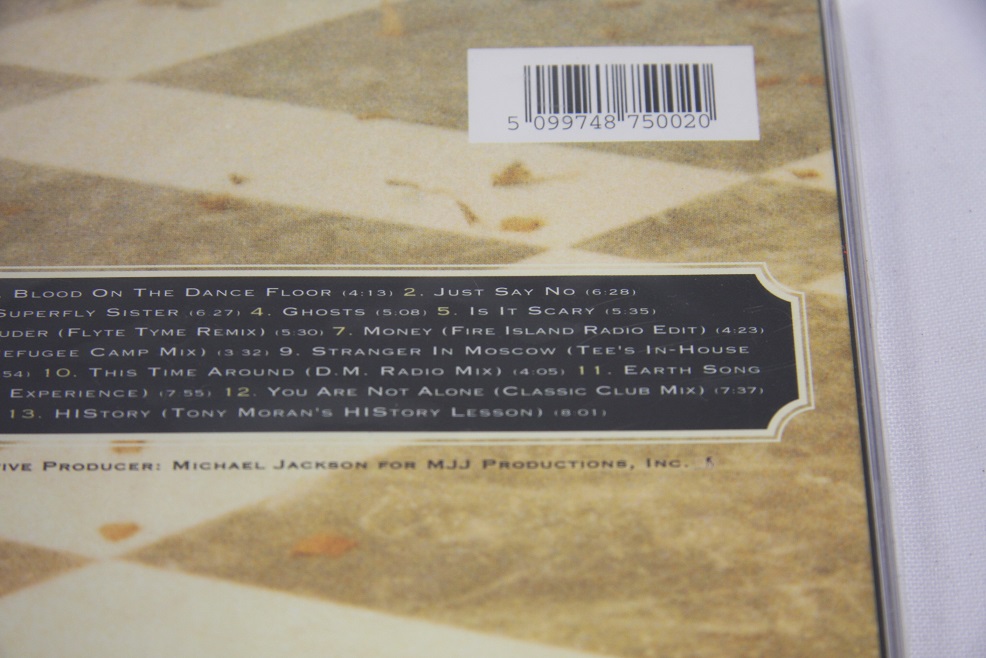 5 099748 750020
. BLOOD ON THE DANCE FLOOR (4:13) 2. JUST SAY NO (6:28)
SUPERFLY SISTER (6 27) 4. GHOSTS (5:08) 5. IS IT SCARY (5:35)
UDER (FLYTE TYME REMIX) (5:30) 7. MONEY (FIRE ISLAND RADIO EDIT) (4:23)
EFUGEE CAMP MIX) (3 32) 9. STRANGER IN MOSCOW (TEE'S IN-HOUSE
54) 10. THIS TIME AROUND (D.M. RADIO MIX) (4:05) 11. EARTH SONG
EXPERIENCE) (7 55) 12. YOU ARE NOT ALONE (CLASSIC CLUB MIX) (7:37)
13. HISTORY (TONY MORAN'S HISTORY LESSON) (8 01)
TIVE PRODUCER: MICHAEL JACKSON FOR MJJ PRODUCTIONS, INC.